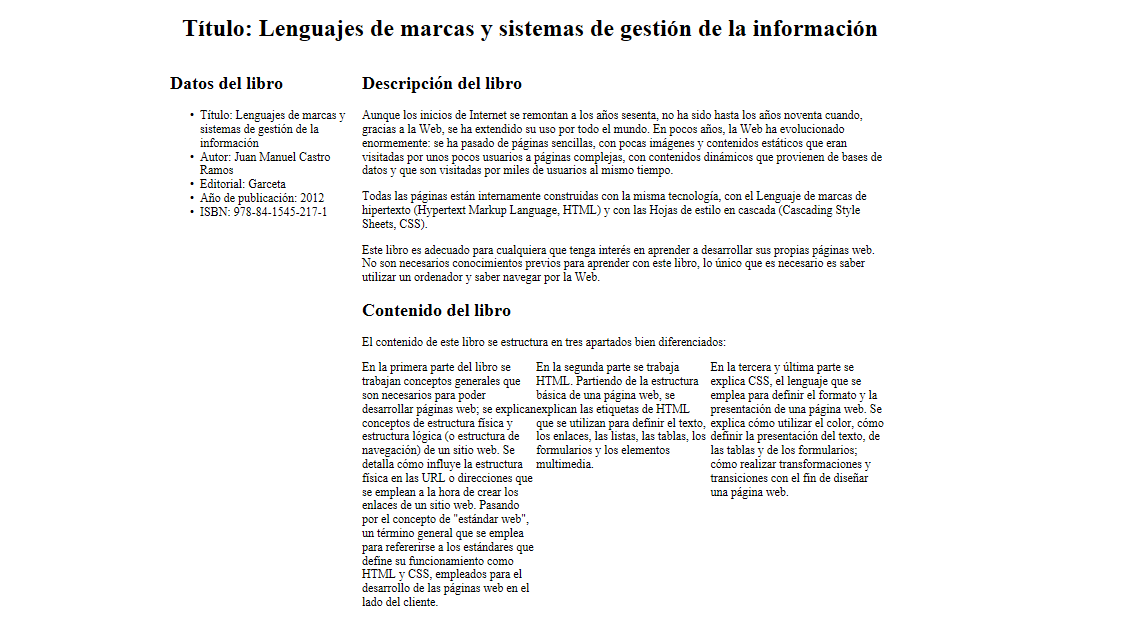 Título: Lenguajes de marcas y sistemas de gestión de la información
Datos del libro
• Título: Lenguajes de marcas y
sistemas de gestión de la
información
• Autor: Juan Manuel Castro
Ramos
• Editorial: Garceta
• Año de publicación: 2012
• ISBN: 978-84-1545-217-1
Descripción del libro
Aunque los inicios de Internet se remontan a los años sesenta, no ha sido hasta los años noventa cuando,
gracias a la Web, se ha extendido su uso por todo el mundo. En pocos años, la Web ha evolucionado
enormemente: se ha pasado de páginas sencillas, con pocas imágenes y contenidos estáticos que eran
visitadas por unos pocos usuarios a páginas complejas, con contenidos dinámicos que provienen de bases de
datos y que son visitadas por miles de usuarios al mismo tiempo.
Todas las páginas están internamente construidas con la misma tecnología, con el Lenguaje de marcas de
hipertexto (Hypertext Markup Language, HTML) y con las Hojas de estilo en cascada (Cascading Style
Sheets, CSS).
Este libro es adecuado para cualquiera que tenga interés en aprender a desarrollar sus propias páginas web.
No son necesarios conocimientos previos para aprender con este libro, lo único que es necesario es saber
utilizar un ordenador y saber navegar por la Web.
Contenido del libro
El contenido de este libro se estructura en tres apartados bien diferenciados:
En la primera parte del libro se
trabajan conceptos generales que
son necesarios para poder
desarrollar páginas web; se explican
conceptos de estructura física y
estructura lógica (o estructura de
navegación) de un sitio web. Se
detalla cómo influye la estructura
física en las URL o direcciones que
se emplean a la hora de crear los
enlaces de un sitio web. Pasando
por el concepto de "estándar web",
un término general que se emplea
para refererirse a los estándares que
define su funcionamiento como
HTML y CSS, empleados para el
desarrollo de las páginas web en el
lado del cliente.
En la segunda parte se trabaja
HTML. Partiendo de la estructura
básica de una página web, se
explican las etiquetas de HTML
que se utilizan para definir el texto,
los enlaces, las listas, las tablas, los
formularios y los elementos
multimedia.
En la tercera y última parte se
explica CSS, el lenguaje que se
emplea para definir el formato y la
presentación de una página web. Se
explica cómo utilizar el color, cómo
definir la presentación del texto, de
las tablas y de los formularios;
cómo realizar transformaciones y
transiciones con el fin de diseñar
una página web.